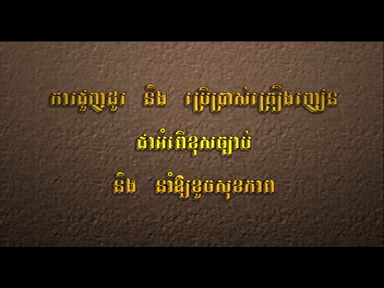 ការជួញដូរ និង ប្រើប្រាស់គ្រឿងញៀន
ជាអំពើខុសច្បាប់
និង នាំឱ្យខូចសុខភាព